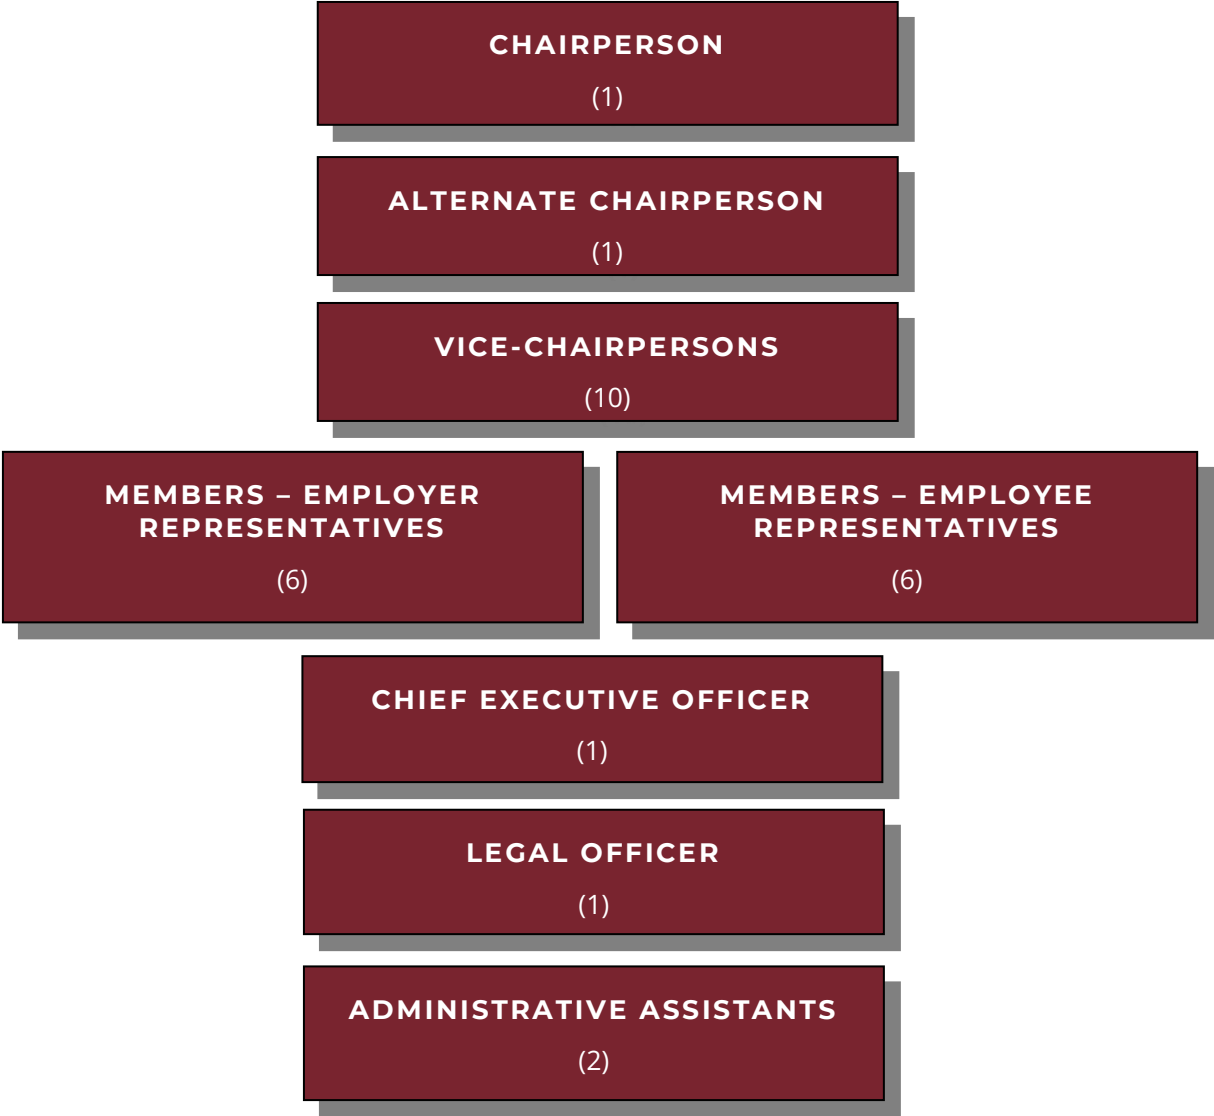 CHAIRPERSON
(1)
ALTERNATE CHAIRPERSON
(1)
VICE-CHAIRPERSONS
(10)
MEMBERS – EMPLOYER
REPRESENTATIVES
(6)
MEMBERS – EMPLOYEE
REPRESENTATIVES
(6)
CHIEF EXECUTIVE OFFICER
(1)
LEGAL OFFICER
(1)
ADMINISTRATIVE ASSISTANTS
(2)